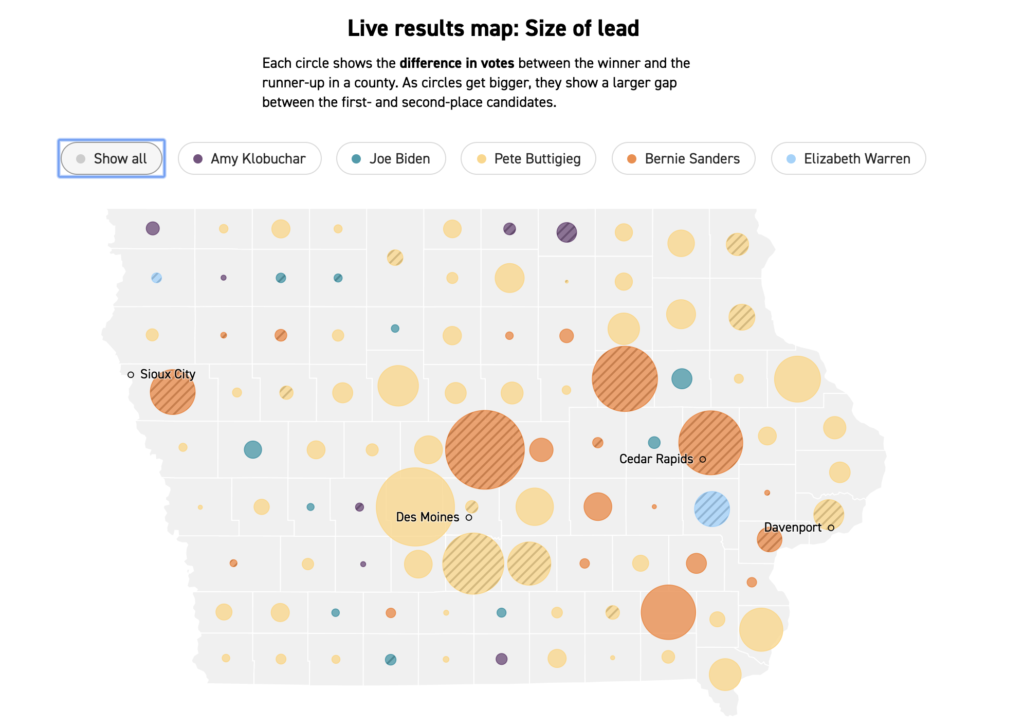 Live results map: Size of lead
Each circle shows the difference in votes between the winner and the
runner-up in a county. As circles get bigger, they show a larger gap
between the first- and second-place candidates.
Show all
Amy Klobuchar
Joe Biden
Pete Buttigieg
Bernie Sanders
Elizabeth Warren
Sioux City
Cedar Rapids
Des Moines
Davenport